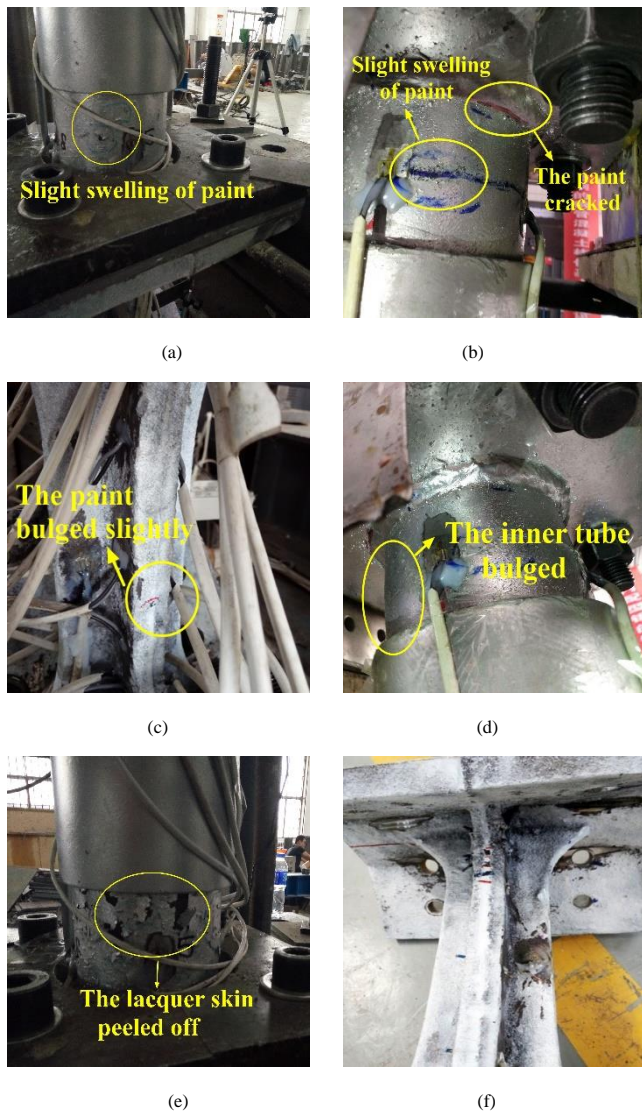 Slight swelling of paint
Slight swelling
of paint
The paint
cracked
(a)
(b)
The paint
bulged slightly
The inner tube
bulged
(c)
(d)
The lacquer skin
peeled off
(e)
(f)